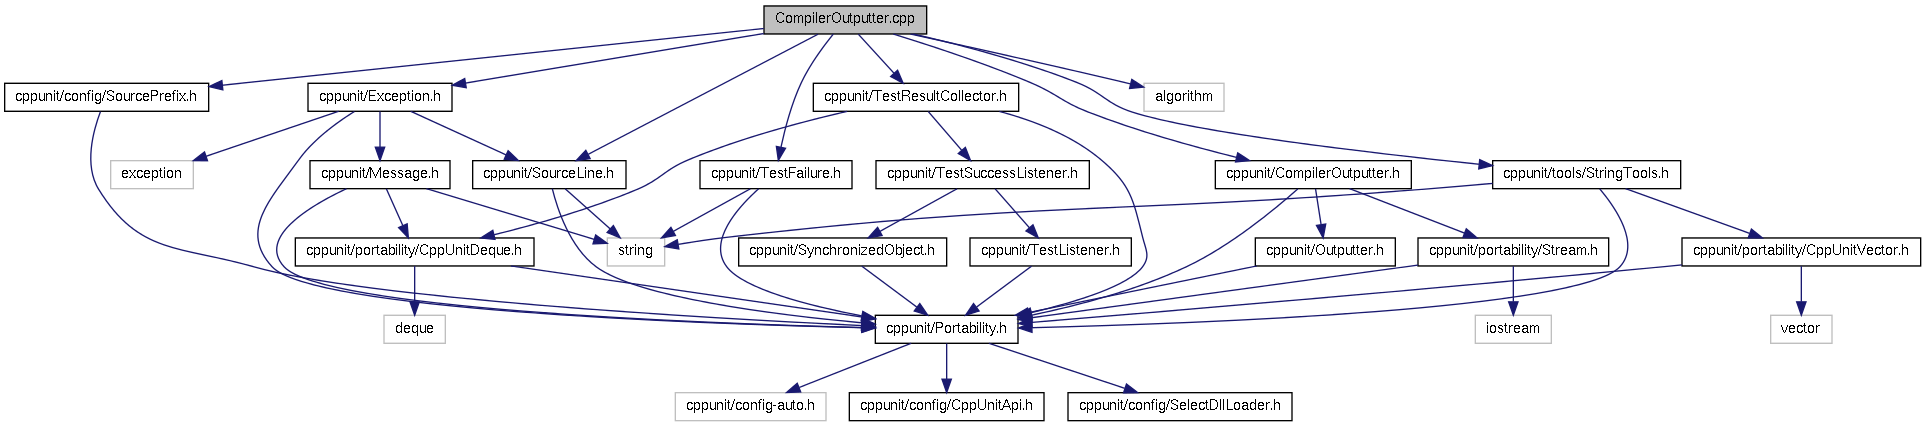 CompilerOutputter.cpp
cppunit/config/SourcePrefix.h
cppunit/Exception.h
cppunit/TestResultCollector.h
algorithm
exception
cppunit/Message.h
cppunit/SourceLine.h
cppunit/TestFailure.h
cppunit/TestSuccessListener.h
cppunit/CompilerOutputter.h
cppunit/tools/StringTools.h
cppunit/portability/CppUnitDeque.h
string
cppunit/SynchronizedObject.h
cppunit/TestListener.h
cppunit/Outputter.h
cppunit/portability/Stream.h
cppunit/portability/CppUnitVector.h
deque
cppunit/Portability.h
iostream
vector
cppunit/config-auto.h
cppunit/config/CppUnitApi.h
cppunit/config/SelectDllLoader.h